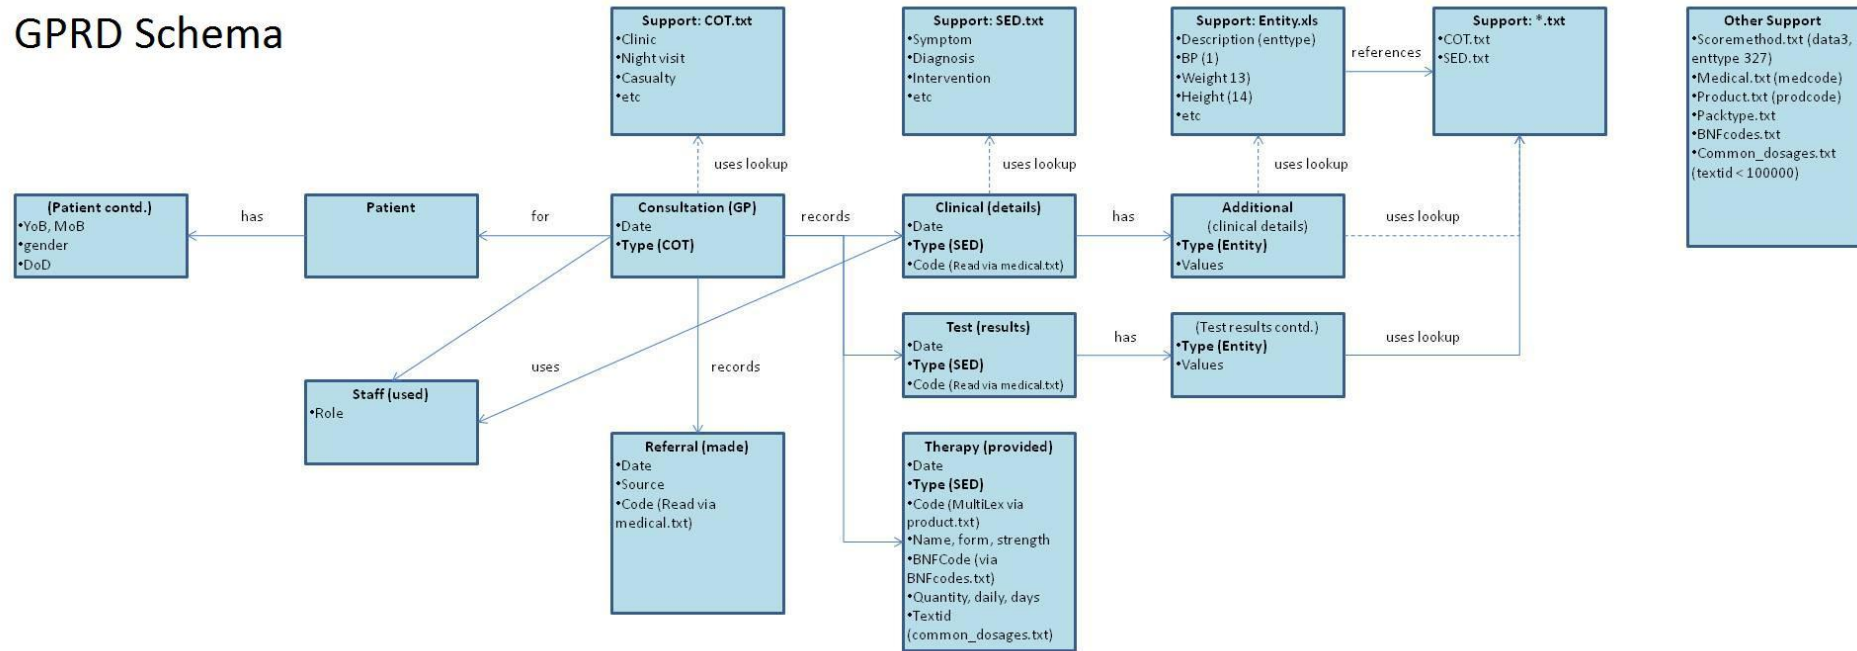 GPRD Schema
Support: COT.txt
•Clinic
•Night visit
•Casualty
•etc
Support: SED.txt
•Symptom
•Diagnosis
•Intervention
•etc
Support: Entity.xls
•Description (enttype)
•BP (1)
•Weight 13)
•Height (14)
•etc
references
Support: *.txt
•COT.txt
•SED.txt
Other Support
•Scoremethod.txt (data3,
enttype 327)
•Medical.txt (medcode)
•Product.txt (prodcode)
•Packtype.txt
•BNFcodes.txt
•Common_dosages.txt
(textid < 100000)
uses lookup
uses lookup
uses lookup
(Patient contd.)
•YoB, MoB
•gender
•DoD
has
Patient
for
Consultation (GP)
•Date
•Type (COT)
records
Clinical (details)
•Date
•Type (SED)
•Code (Read via medical.txt)
has
Additional
(clinical details)
•Type (Entity)
•Values
uses lookup
Test (results)
•Date
•Type (SED)
•Code (Read via medical.txt)
has
(Test results contd.)
•Type (Entity)
•Values
uses lookup
uses
records
Staff (used)
•Role
Referral (made)
•Date
•Source
•Code (Read via
medical.txt)
Therapy (provided)
•Date
•Type (SED)
•Code (MultiLex via
product.txt)
•Name, form, strength
•BNFCode (via
BNFcodes.txt)
•Quantity, daily, days
•Textid
(common_dosages.txt)